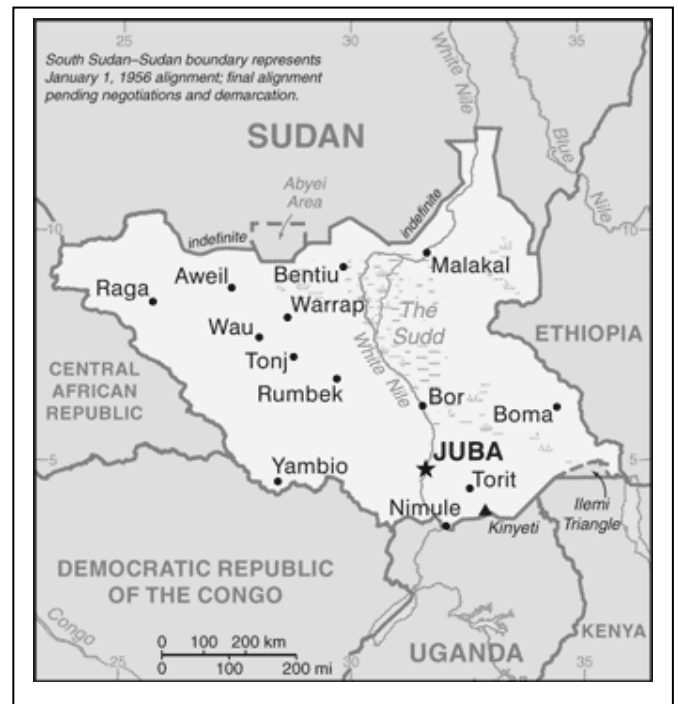 25
30
35
South Sudan–Sudan boundary represents
January 1, 1956 alignment; final alignment
pending negotiations and demarcation.
White Nile
SUDAN
Blue
Nile
Abyei
Area
10
indefinite
indefinite
10
Malakal
Aweil
Bentiu
Raga
Warrap
The
Sudd
Wau
ETHIOPIA
Tonj
White Nile
CENTRAL
AFRICAN
REPUBLIC
Rumbek
Bor
Boma
JUBA
5
Yambio
5
Torit
Nimule
Kinyeti
Ilemi
Triangle
DEMOCRATIC REPUBLIC
OF THE CONGO
Congo
KENYA
UGANDA
0 100 200 km
0 100 200 mi
25
30
35